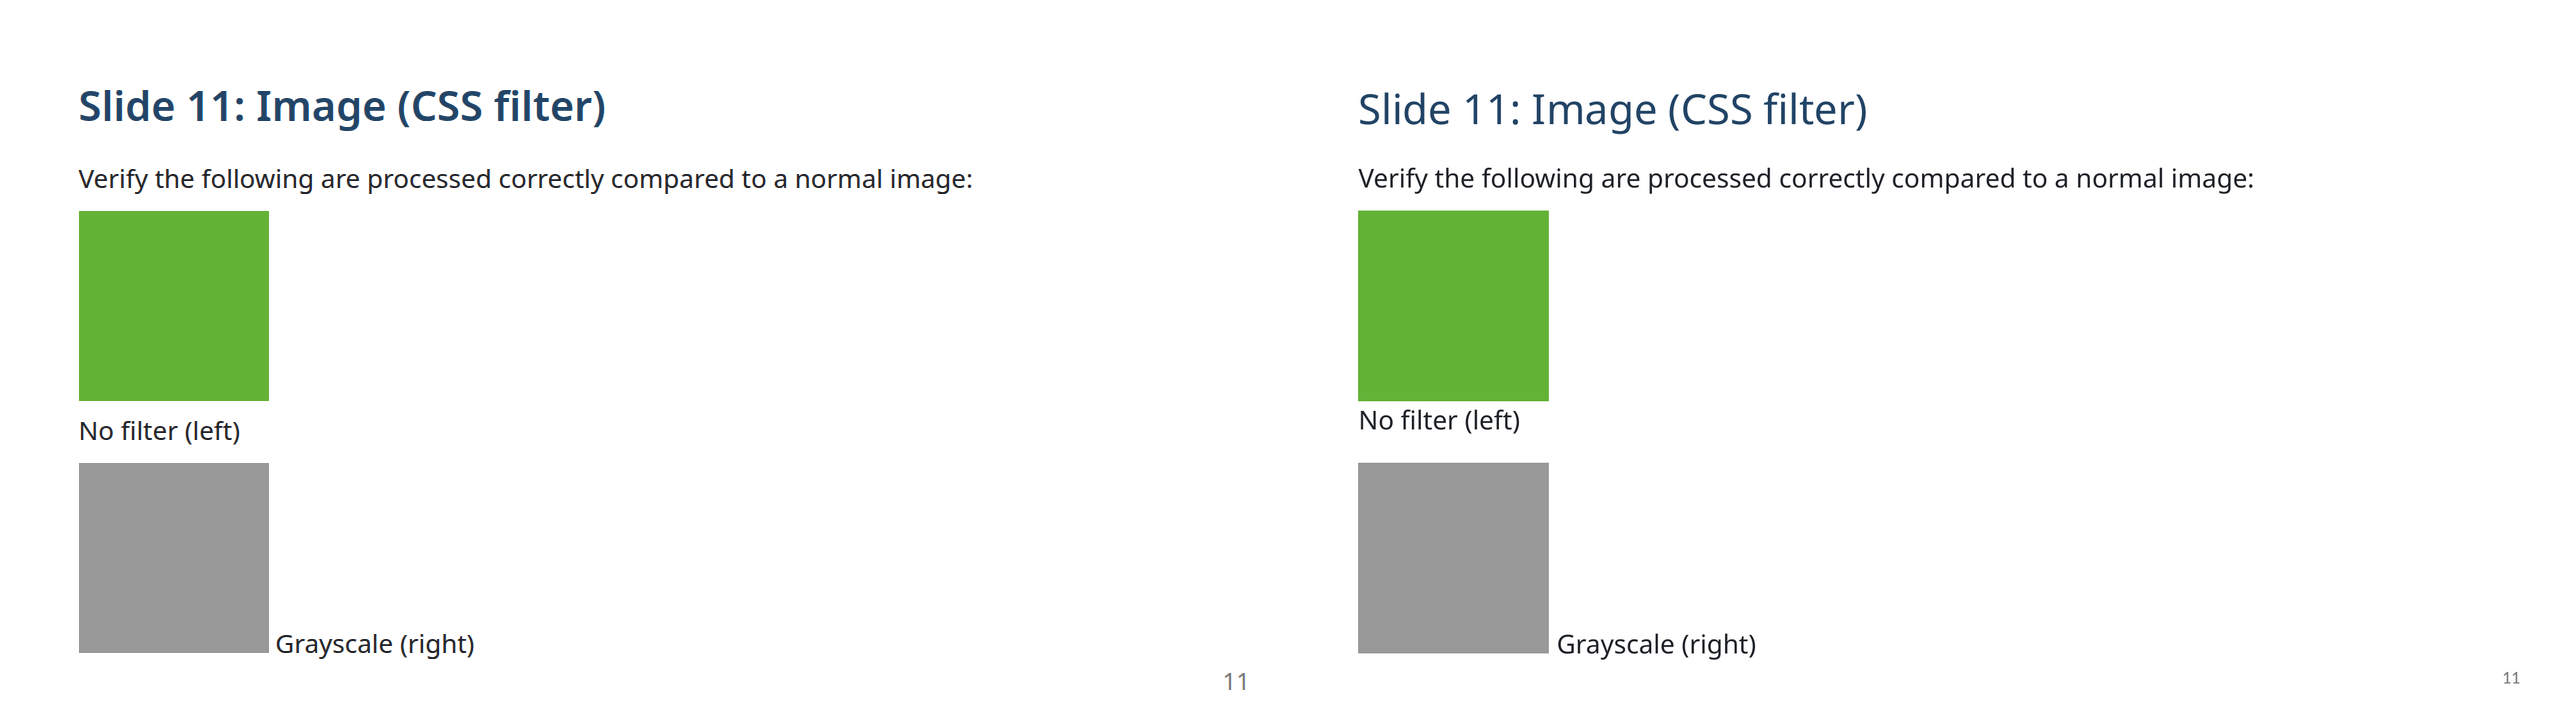 Slide 11: Image (CSS filter)
Verify the following are processed correctly compared to a normal image:
No filter (left)
Grayscale (right)
11
Slide 11: Image (CSS filter)
Verify the following are processed correctly compared to a normal image:
No filter (left)
Grayscale (right)
11